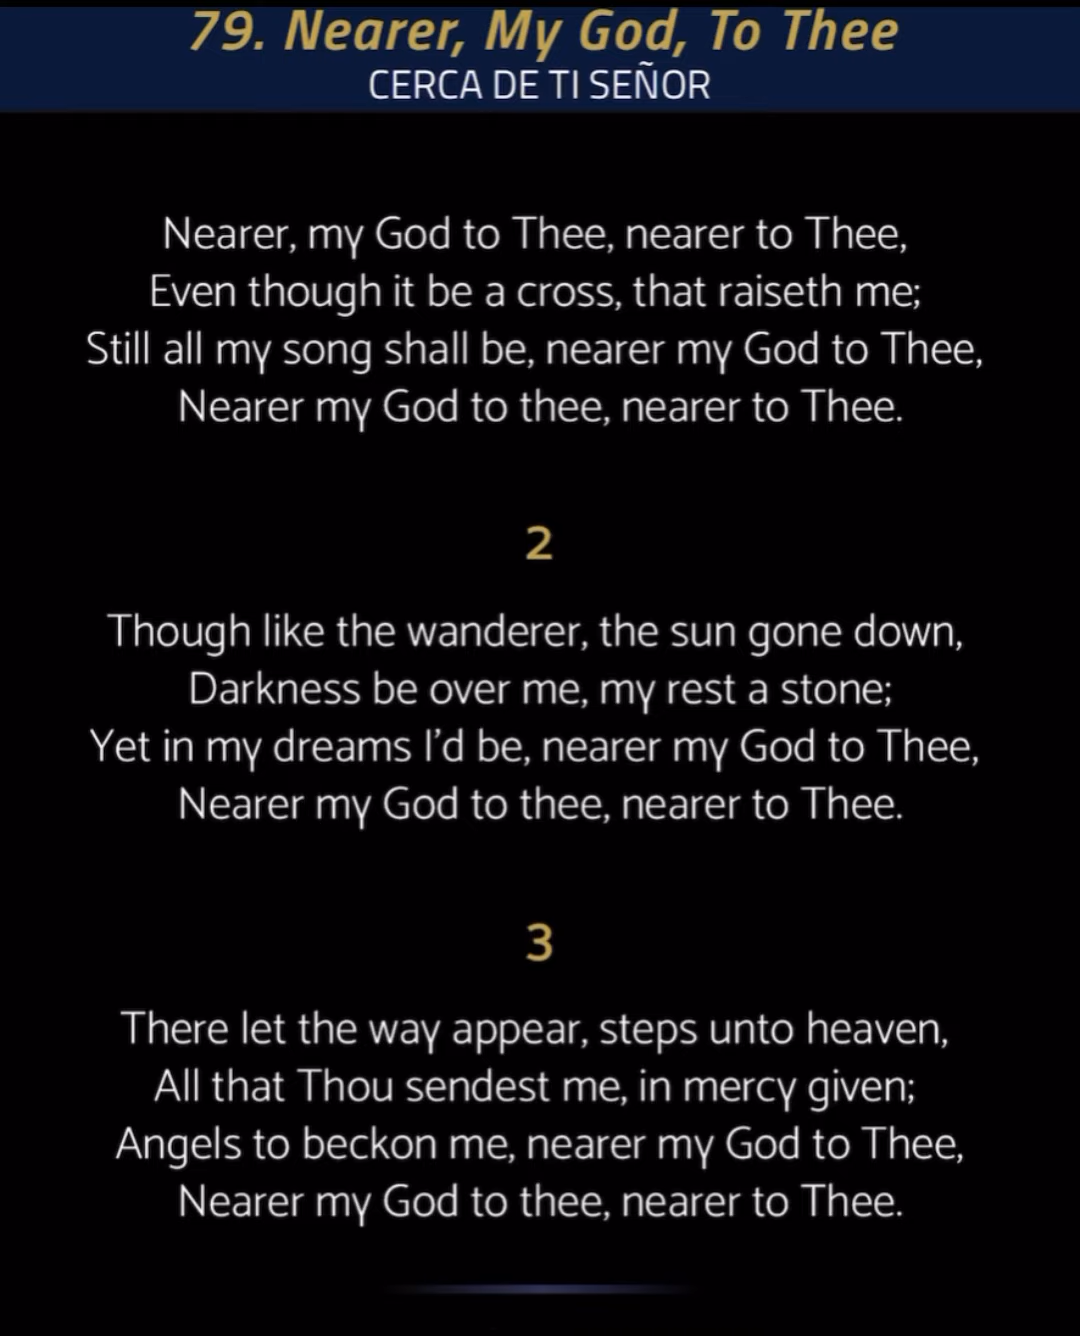 79. Nearer, My God, To Thee
CERCA DE TI SEÑOR
Nearer, my God to Thee, nearer to Thee,
Even though it be a cross, that raiseth me;
Still all my song shall be, nearer my God to Thee,
Nearer my God to thee, nearer to Thee.
2
Though like the wanderer, the sun gone down,
Darkness be over me, my rest a stone;
Yet in my dreams I'd be, nearer my God to Thee,
Nearer my God to thee, nearer to Thee.
3
There let the way appear, steps unto heaven,
All that Thou sendest me, in mercy given;
Angels to beckon me, nearer my God to Thee,
Nearer my God to thee, nearer to Thee.